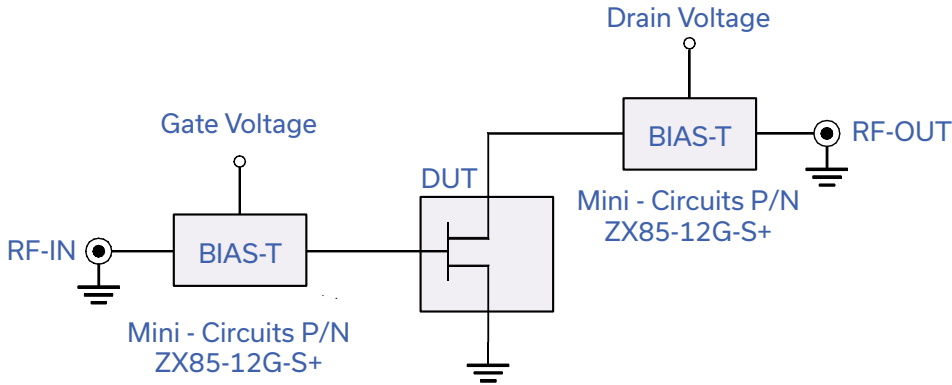 Drain Voltage
Gate Voltage
BIAS-T
RF-OUT
DUT
Mini - Circuits P/N
ZX85-12G-S+
RF-IN
BIAS-T
Mini - Circuits P/N
ZX85-12G-S+